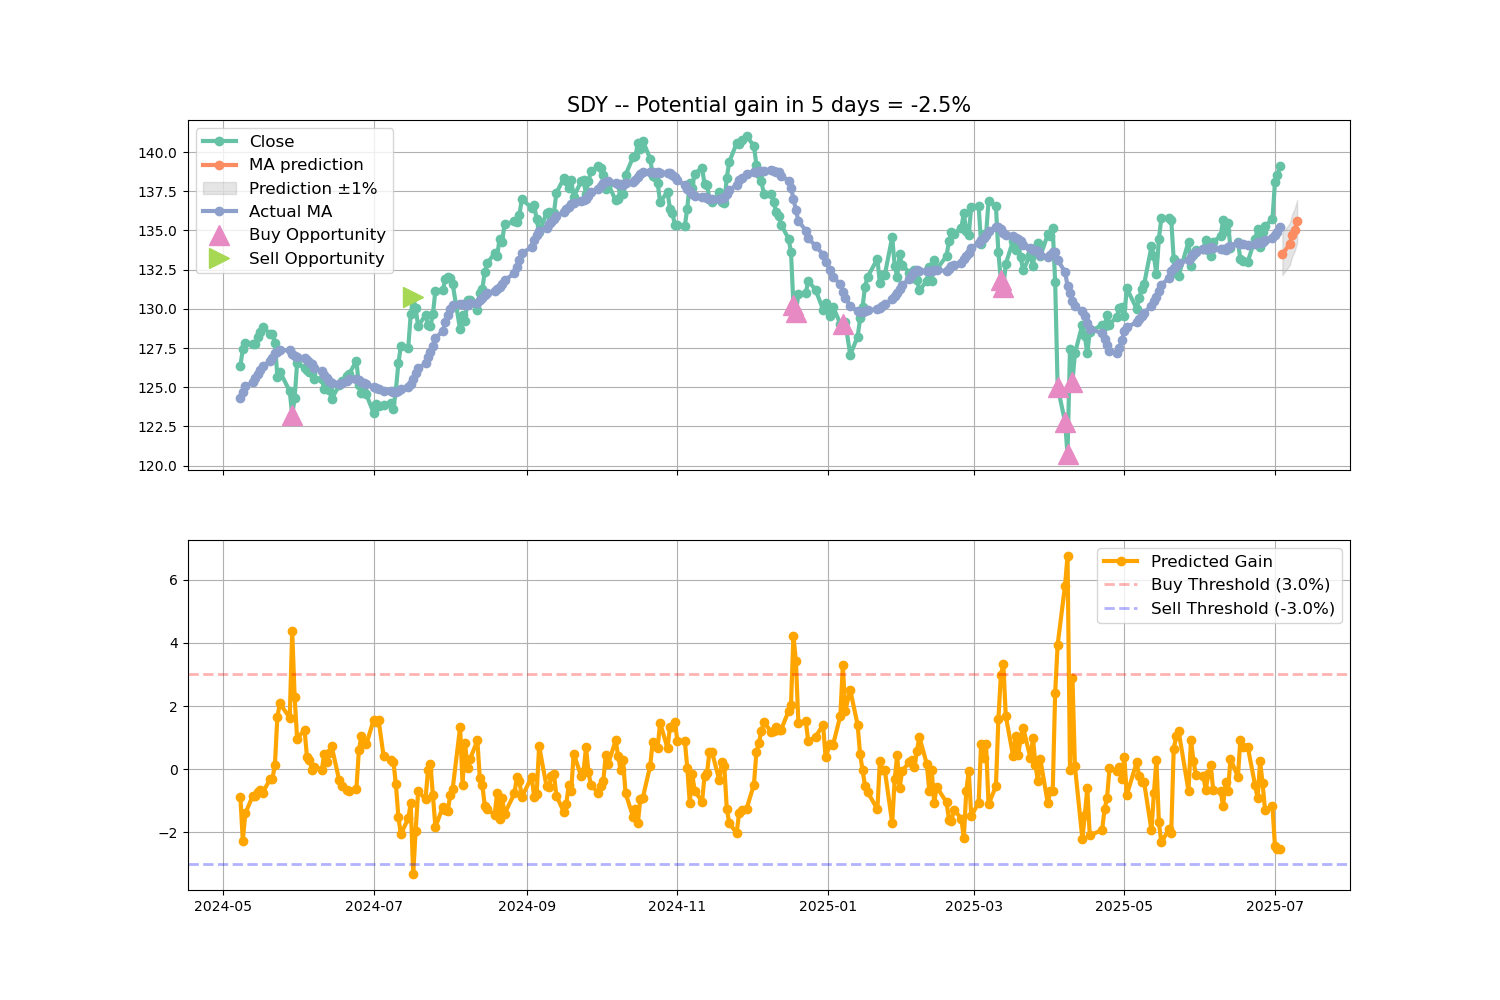 SDY -- Potential gain in 5 days = -2.5%
Close
MA prediction
Prediction ±1%
Actual MA
Buy Opportunity
Sell Opportunity
140.0
137.5
135.0
132.5
130.0
127.5
125.0
122.5
120.0
Predicted Gain
Buy Threshold (3.0%)
Sell Threshold (-3.0%)
6
4
2
0
−2
2024-05
2024-07
2024-09
2024-11
2025-01
2025-03
2025-05
2025-07